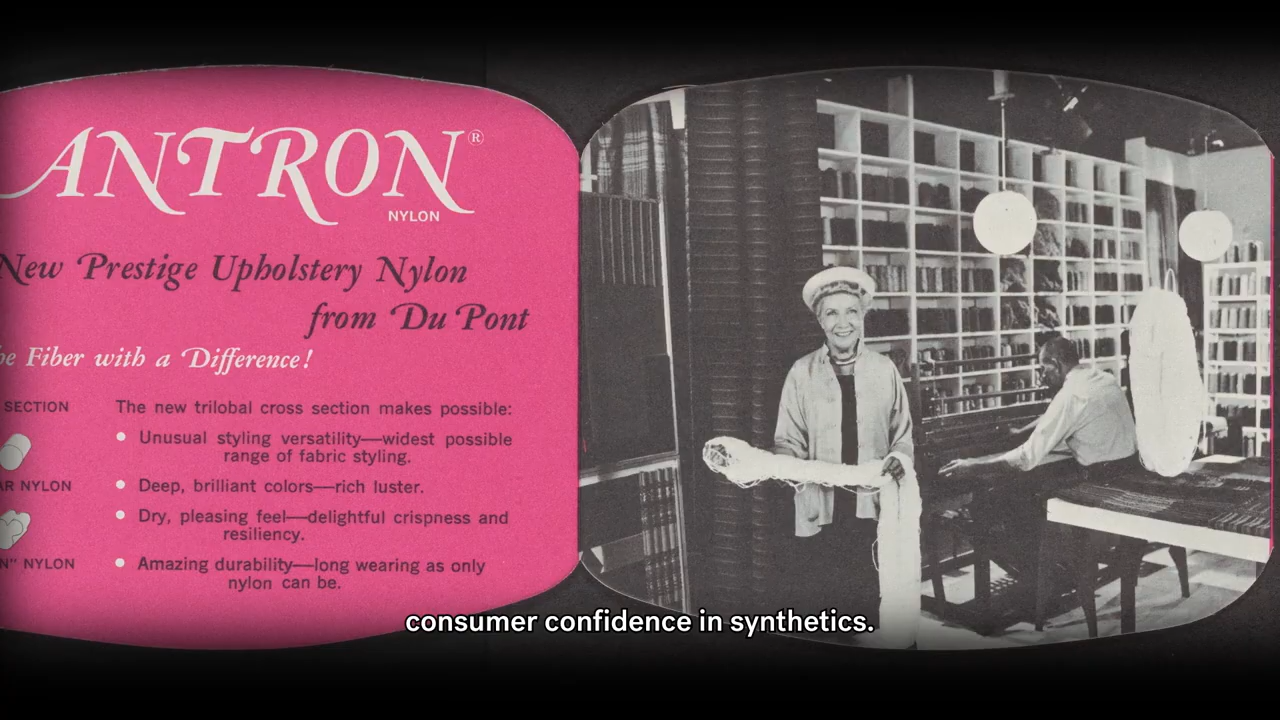 ANTRON®
NYLON
New Prestige Upholstery Nylon
from Du Pont
Fiber with a Difference!
SECTION
The new trilobal cross section makes possible:
• Unusual styling versatility—widest possible
range of fabric styling.
NYLON
• Deep, brilliant colors—rich luster.
• Dry, pleasing feel—delightful crispness and
resiliency.
NYLON
• Amazing durability—long wearing as only
nylon can be.
consumer confidence in synthetics.